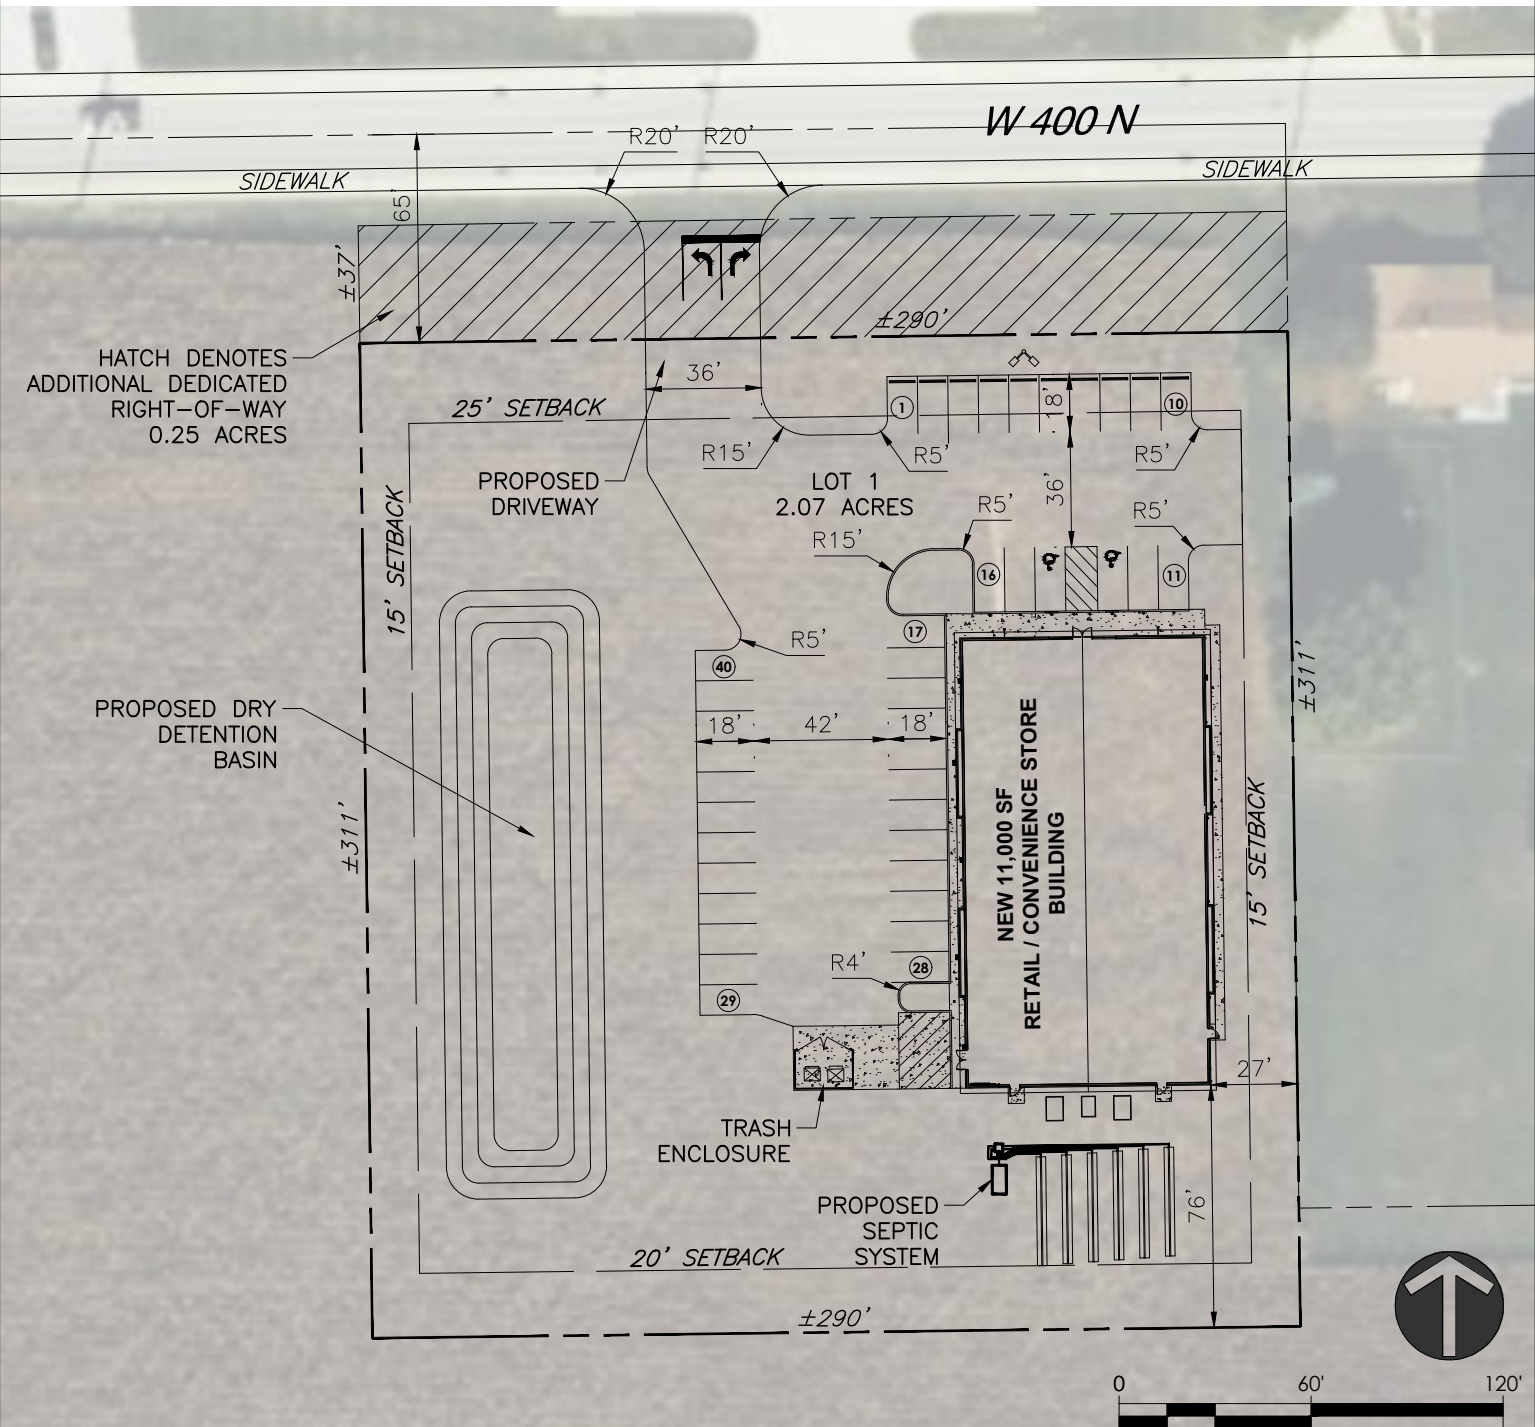 W 400 N
R20' R20'
SIDEWALK
SIDEWALK
65'
±37'
±290'
HATCH DENOTES
ADDITIONAL DEDICATED
RIGHT-OF-WAY
0.25 ACRES
36'
25' SETBACK
1
18'
10
R15'
R5'
R5'
PROPOSED
DRIVEWAY
LOT 1
2.07 ACRES
36'
R5'
R5'
15' SETBACK
R15'
16
11
17
R5'
40
±311'
PROPOSED DRY
DETENTION
BASIN
18'
42'
18'
NEW 11,000 SF
RETAIL / CONVENIENCE STORE
BUILDING
±311'
15' SETBACK
R4'
28
29
27'
TRASH
ENCLOSURE
PROPOSED
SEPTIC
SYSTEM
76'
20' SETBACK
±290'
0 60' 120'